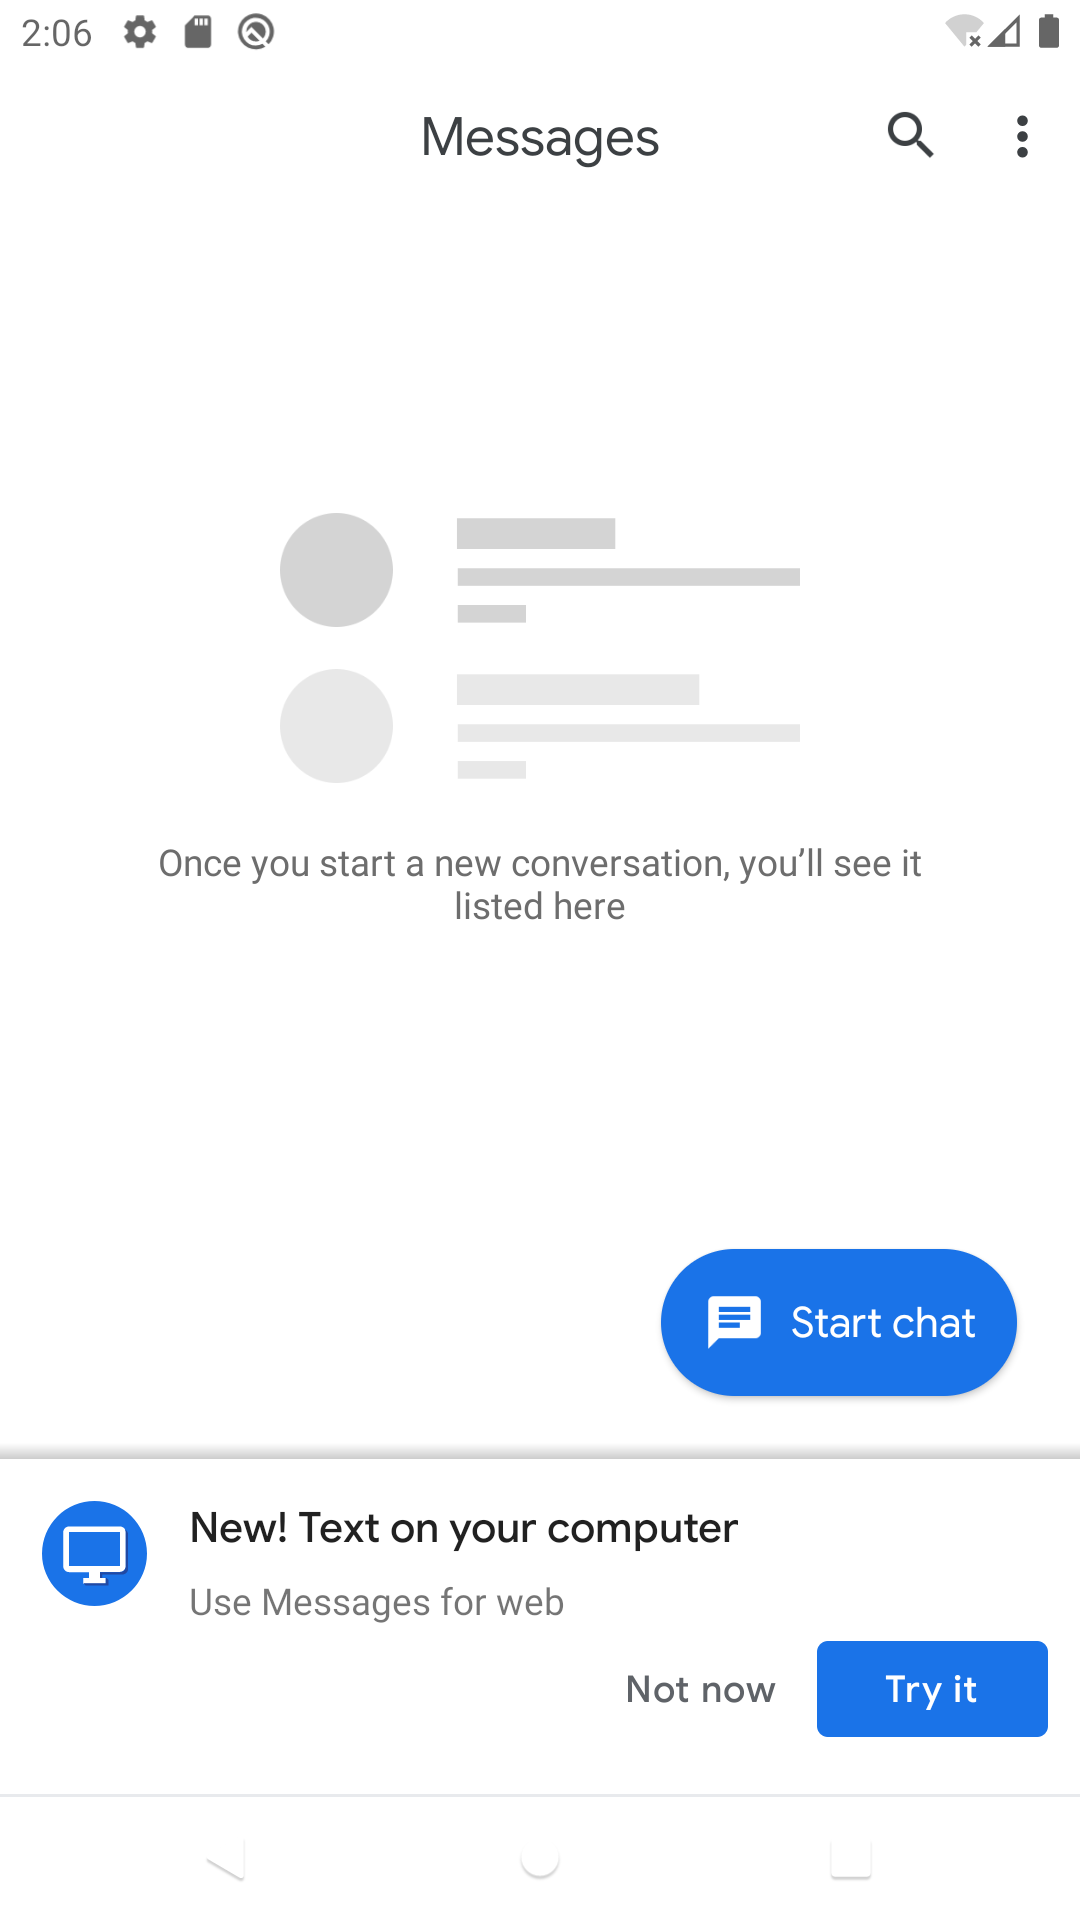 2:06
Messages
Once you start a new conversation, you’ll see it
listed here
Start chat
New! Text on your computer
Use Messages for web
Not now
Try it